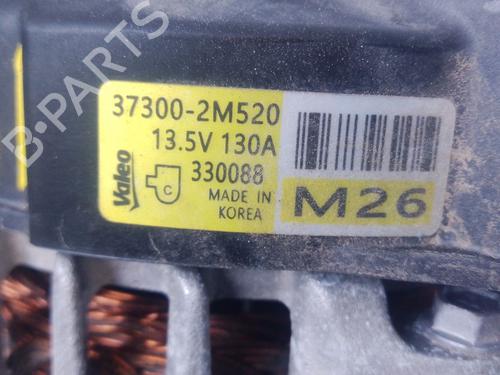 37300-2M520
13.5V 130A
330088
Valeo
C
MADE IN
KOREA
M26
B-PARTS